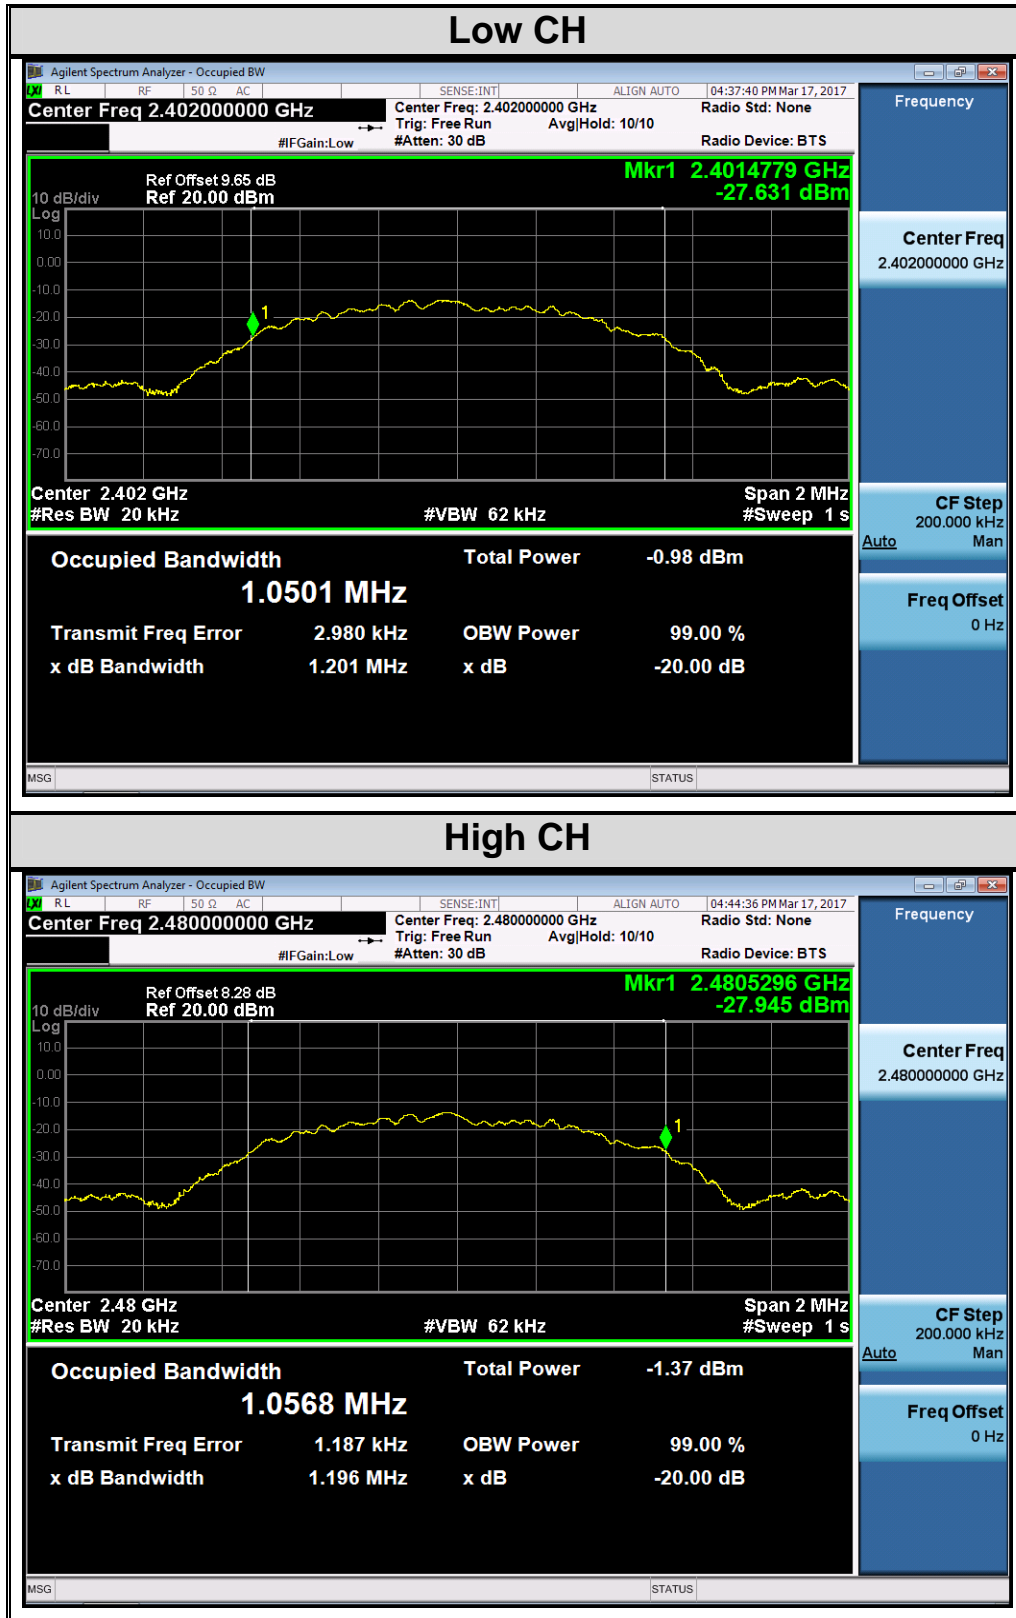 Low CH
Agilent Spectrum Analyzer - Occupied BW
LXI RL RF 50 Ω AC SENSE:INT ALIGN AUTO 04:37:40 PM Mar 17, 2017
Center Freq 2.402000000 GHz
Center Freq: 2.402000000 GHz Radio Std: None
Trig: Free Run Avg|Hold: 10/10
#IFGain:Low #Atten: 30 dB Radio Device: BTS
Frequency
Mkr1 2.4014779 GHz
-27.631 dBm
Ref Offset 9.65 dB
10 dB/div Ref 20.00 dBm
Log
10.0
0.00
-10.0
-20.0
-30.0
-40.0
-50.0
-60.0
-70.0
1
Center 2.402 GHz Span 2 MHz
#Res BW 20 kHz #VBW 62 kHz #Sweep 1 s
Center Freq
2.402000000 GHz
CF Step
200.000 kHz
Auto Man
Freq Offset
0 Hz
Occupied Bandwidth Total Power -0.98 dBm
1.0501 MHz
Transmit Freq Error 2.980 kHz OBW Power 99.00 %
x dB Bandwidth 1.201 MHz x dB -20.00 dB
MSG STATUS
High CH
Agilent Spectrum Analyzer - Occupied BW
LXI RL RF 50 Ω AC SENSE:INT ALIGN AUTO 04:44:36 PM Mar 17, 2017
Center Freq 2.480000000 GHz
Center Freq: 2.480000000 GHz Radio Std: None
Trig: Free Run Avg|Hold: 10/10
#IFGain:Low #Atten: 30 dB Radio Device: BTS
Frequency
Mkr1 2.4805296 GHz
-27.945 dBm
Ref Offset 8.28 dB
10 dB/div Ref 20.00 dBm
Log
10.0
0.00
-10.0
-20.0
-30.0
-40.0
-50.0
-60.0
-70.0
1
Center 2.48 GHz Span 2 MHz
#Res BW 20 kHz #VBW 62 kHz #Sweep 1 s
Center Freq
2.480000000 GHz
CF Step
200.000 kHz
Auto Man
Freq Offset
0 Hz
Occupied Bandwidth Total Power -1.37 dBm
1.0568 MHz
Transmit Freq Error 1.187 kHz OBW Power 99.00 %
x dB Bandwidth 1.196 MHz x dB -20.00 dB
MSG STATUS